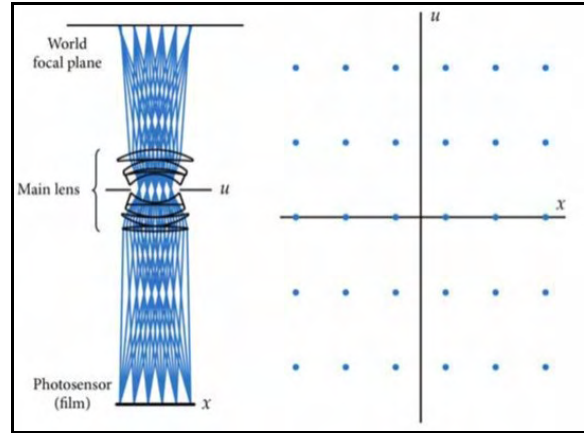 World
focal plane
Main lens
u
Photosensor
(film)
x
u
x